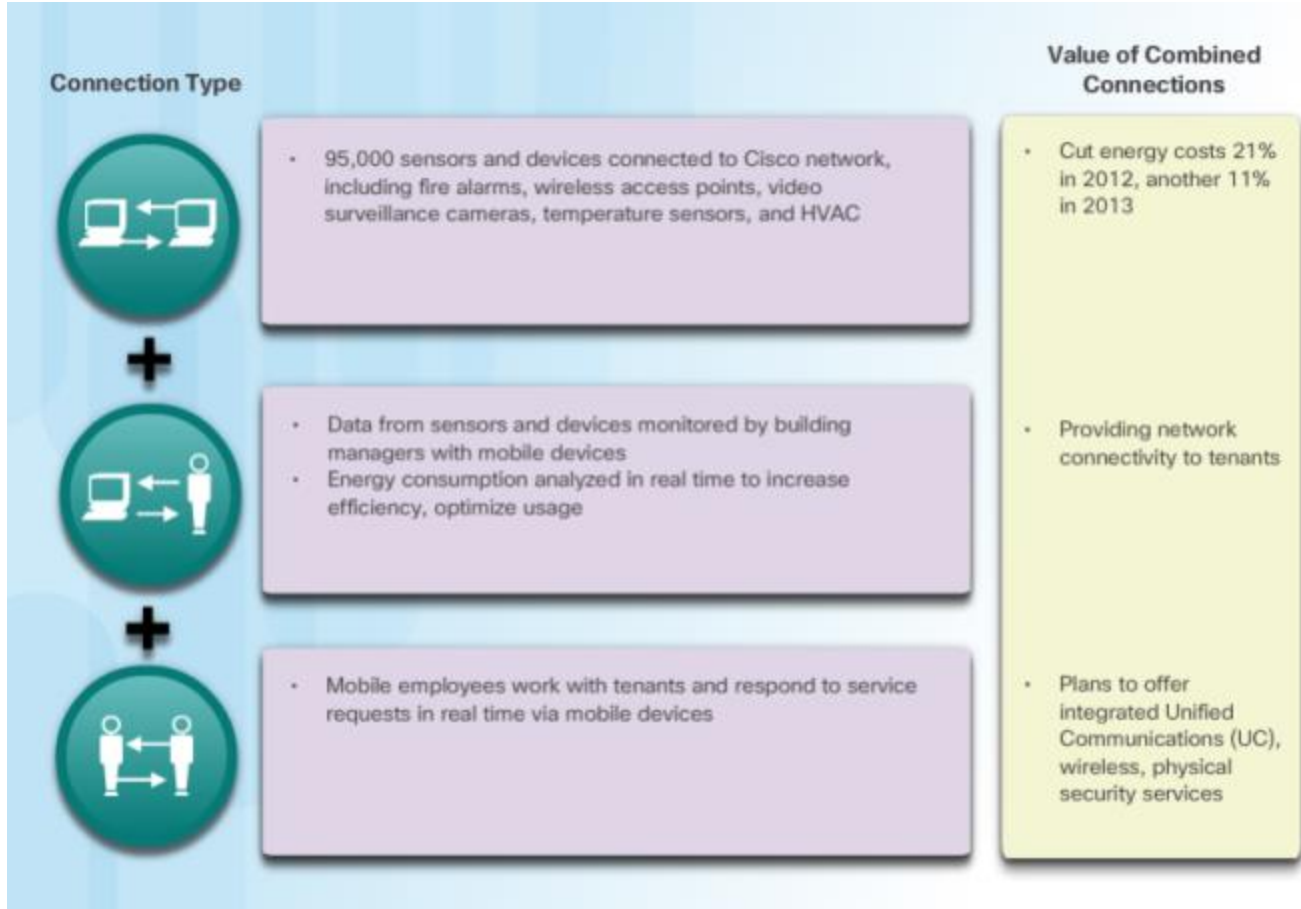 Connection Type
Value of Combined
Connections
• 95,000 sensors and devices connected to Cisco network,
including fire alarms, wireless access points, video
surveillance cameras, temperature sensors, and HVAC
• Cut energy costs 21%
in 2012, another 11%
in 2013
• Data from sensors and devices monitored by building
managers with mobile devices
• Energy consumption analyzed in real time to increase
efficiency, optimize usage
• Providing network
connectivity to tenants
• Mobile employees work with tenants and respond to service
requests in real time via mobile devices
• Plans to offer
integrated Unified
Communications (UC),
wireless, physical
security services